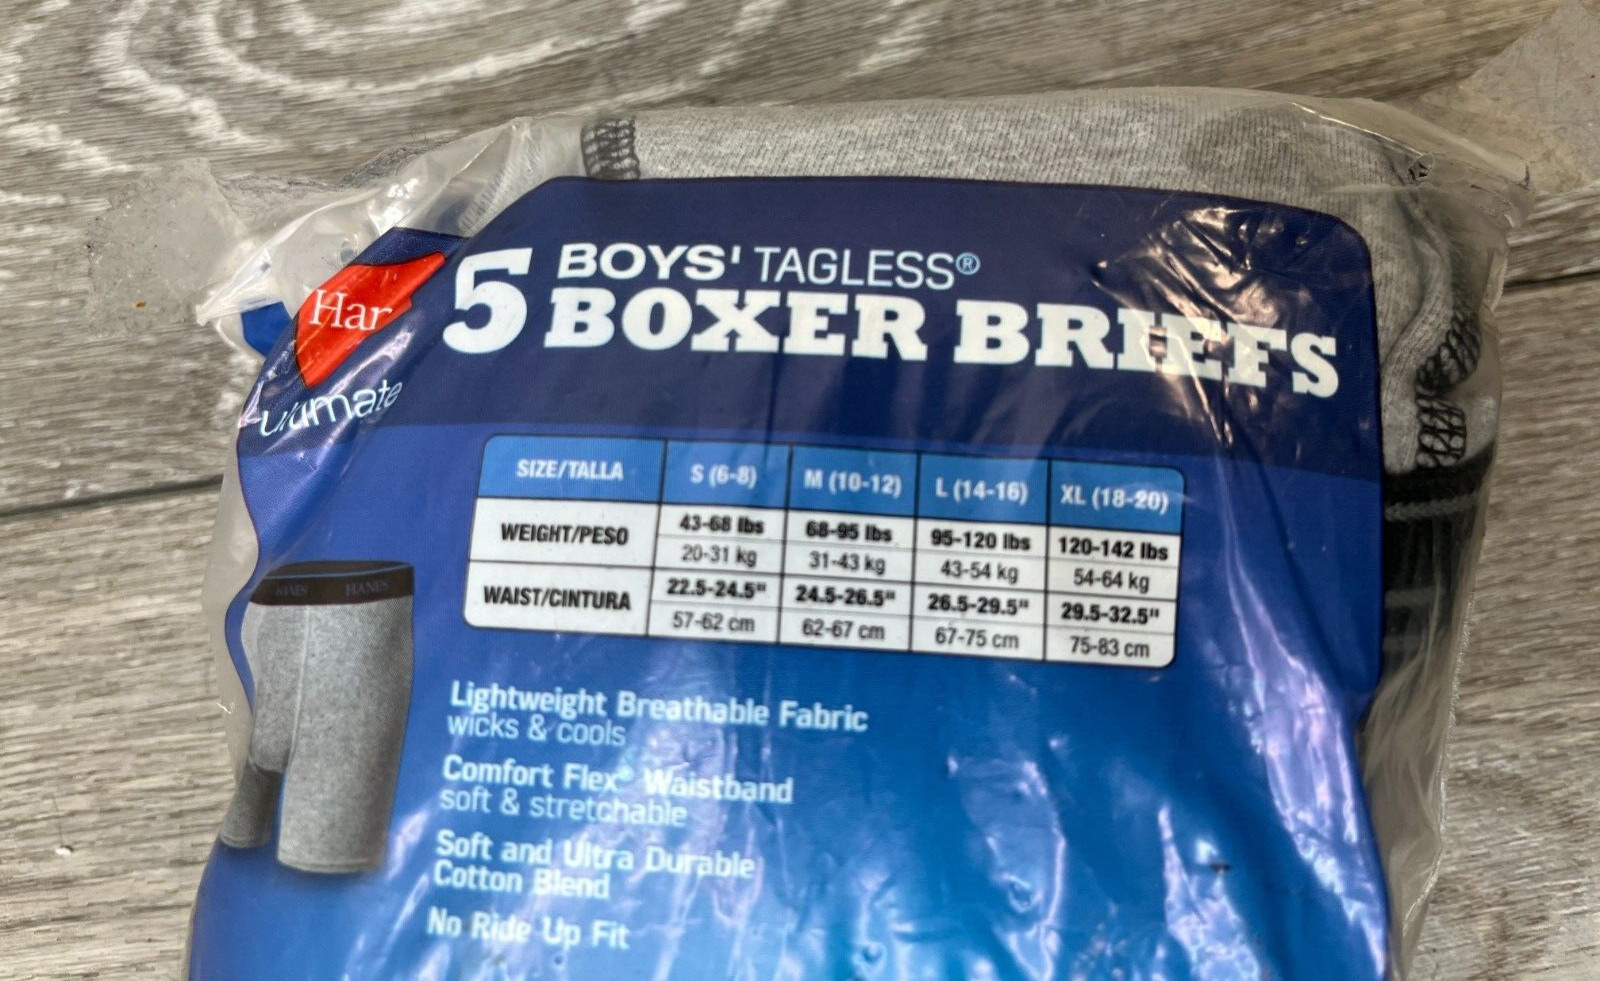 Han
ultimate
5 BOYS' TAGLESS®
BOXER BRIEFS
SIZE/TALLA S (6-8) M (10-12) L (14-16) XL (18-20)
WEIGHT/PESO 43-68 lbs 68-95 lbs 95-120 lbs 120-142 lbs
20-31 kg 31-43 kg 43-54 kg 54-64 kg
WAIST/CINTURA 22.5-24.5" 24.5-26.5" 26.5-29.5" 29.5-32.5"
57-62 cm 62-67 cm 67-75 cm 75-83 cm
HANES HANES
Lightweight Breathable Fabric
wicks & cools
Comfort Flex® Waistband
soft & stretchable
Soft and Ultra Durable
Cotton Blend
No Ride Up Fit